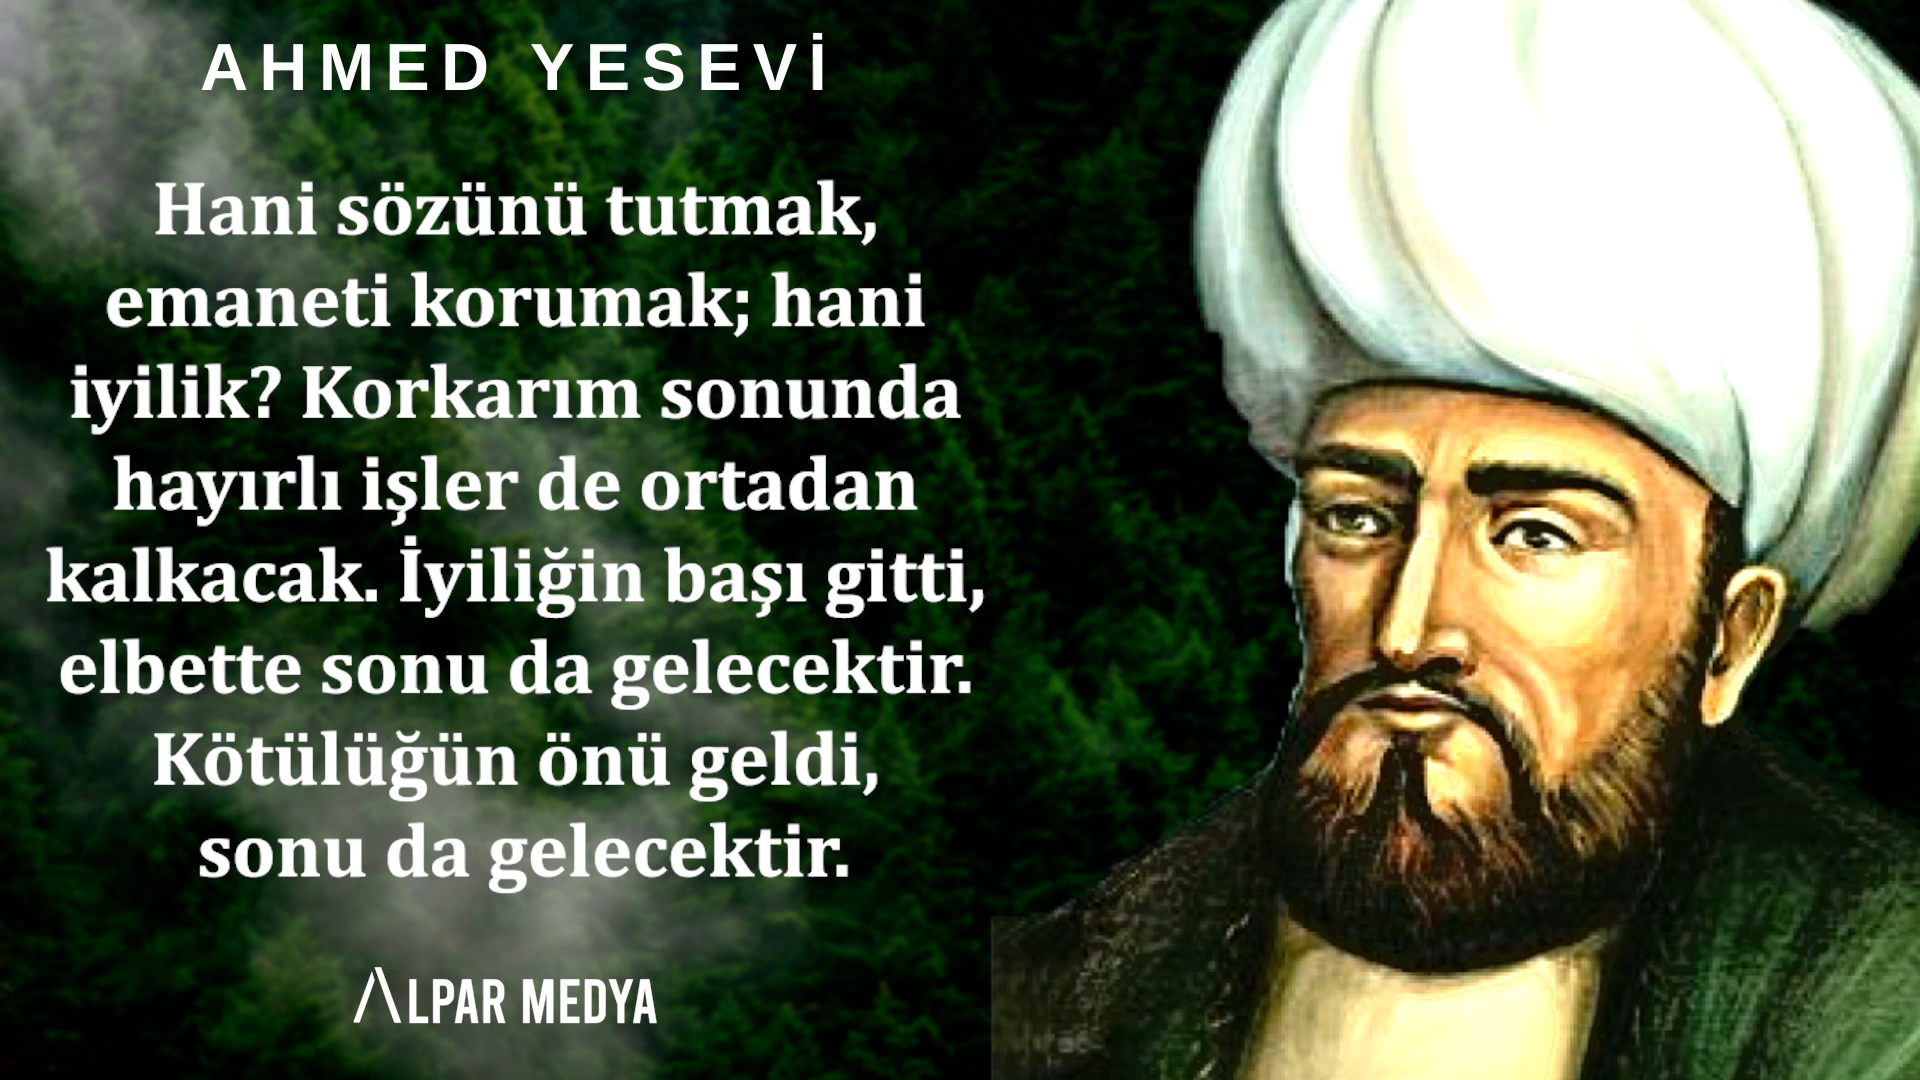 AHMED YESEVİ
Hani sözünü tutmak,
emaneti korumak; hani
iyilik? Korkarım sonunda
hayırlı işler de ortadan
kalkacak. İyiliğin başı gitti,
elbette sonu da gelecektir.
Kötülüğün önü geldi,
sonu da gelecektir.
ALPAR MEDYA